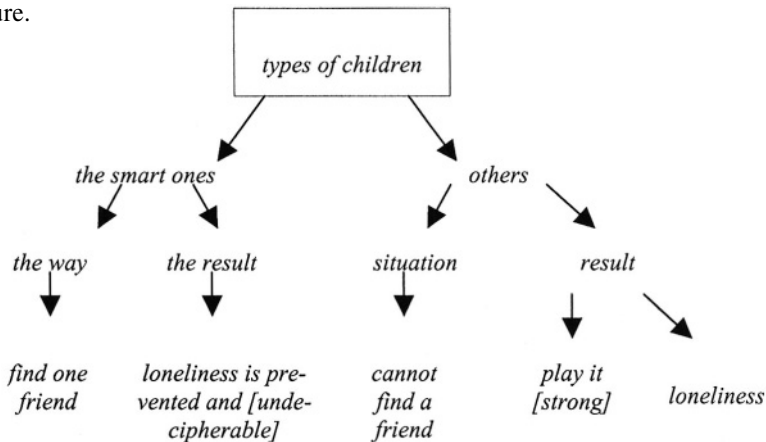 ure.
types of children
the smart ones
others
the way
the result
situation
result
find one
friend
loneliness is pre-
vented and [unde-
cipherable]
cannot
find a
friend
play it
[strong]
loneliness